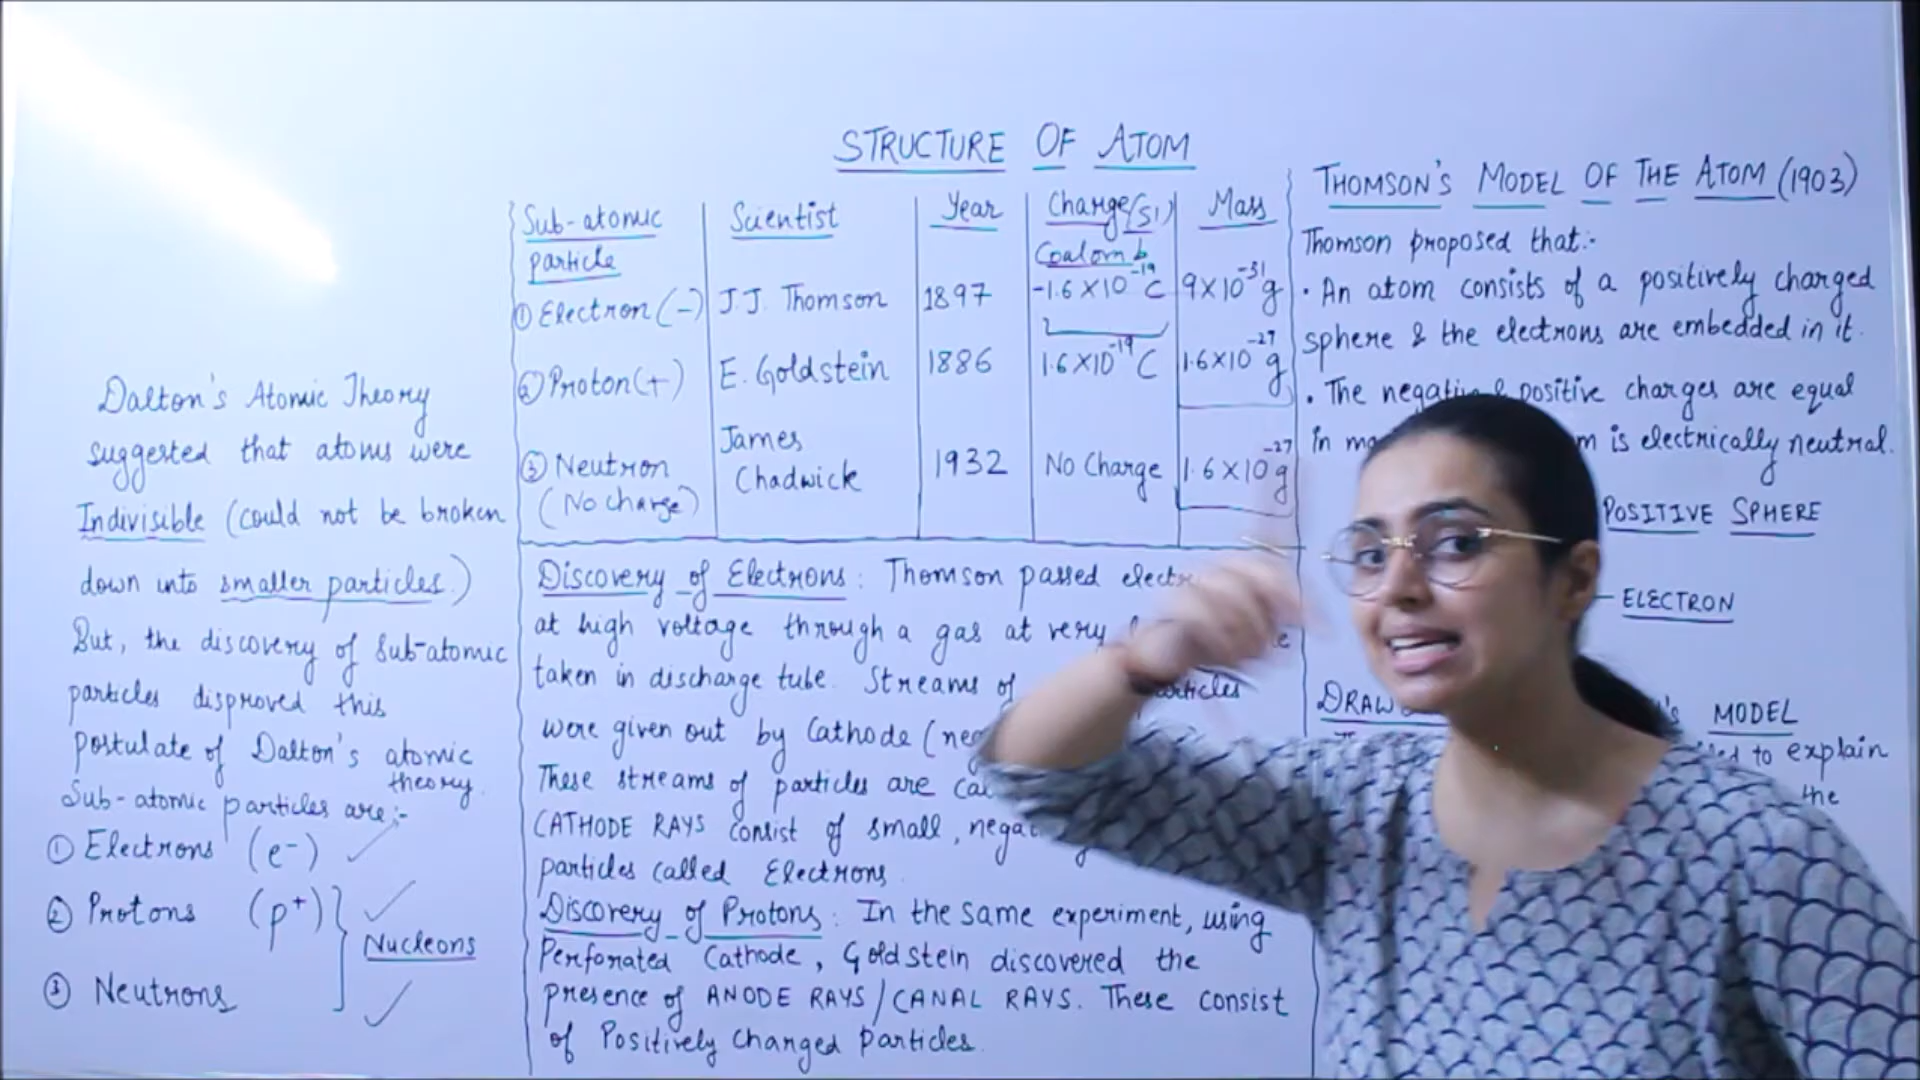 STRUCTURE OF ATOM
Dalton's Atomic Theory
suggested that atoms were
Indivisible (could not be broken
down into smaller particles.)
But, the discovery of sub-atomic
particles disproved this
postulate of Dalton's atomic
theory.
Sub-atomic particles are:-
① Electrons (e⁻)
② Protons (p⁺)
Nucleons
③ Neutrons
Sub-atomic particle | Scientist | Year | Charge (SI) Coalomb | Mass
① Electron (-) | J.J. Thomson | 1897 | -1.6×10⁻¹⁹ C | 9×10⁻³¹ g
② Proton (+) | E. Goldstein | 1886 | 1.6×10⁻¹⁹ C | 1.6×10⁻²⁷ g
③ Neutron (No charge) | James Chadwick | 1932 | No Charge | 1.6×10⁻²⁷ g
Discovery of Electrons: Thomson passed
at high voltage through a gas at very
taken in discharge tube. Streams of particles
were given out by Cathode
These streams of particles are
CATHODE RAYS consist of small,
particles called Electrons.
Discovery of Protons: In the same experiment, using
Perforated Cathode, Goldstein discovered the
presence of ANODE RAYS/CANAL RAYS. These consist
of Positively Charged particles.
THOMSON'S MODEL OF THE ATOM (1903)
Thomson proposed that:-
• An atom consists of a positively charged
sphere & the electrons are embedded in it.
• The negative & positive charges are equal
in is electrically neutral.
POSITIVE SPHERE
ELECTRON
MODEL
to explain
the